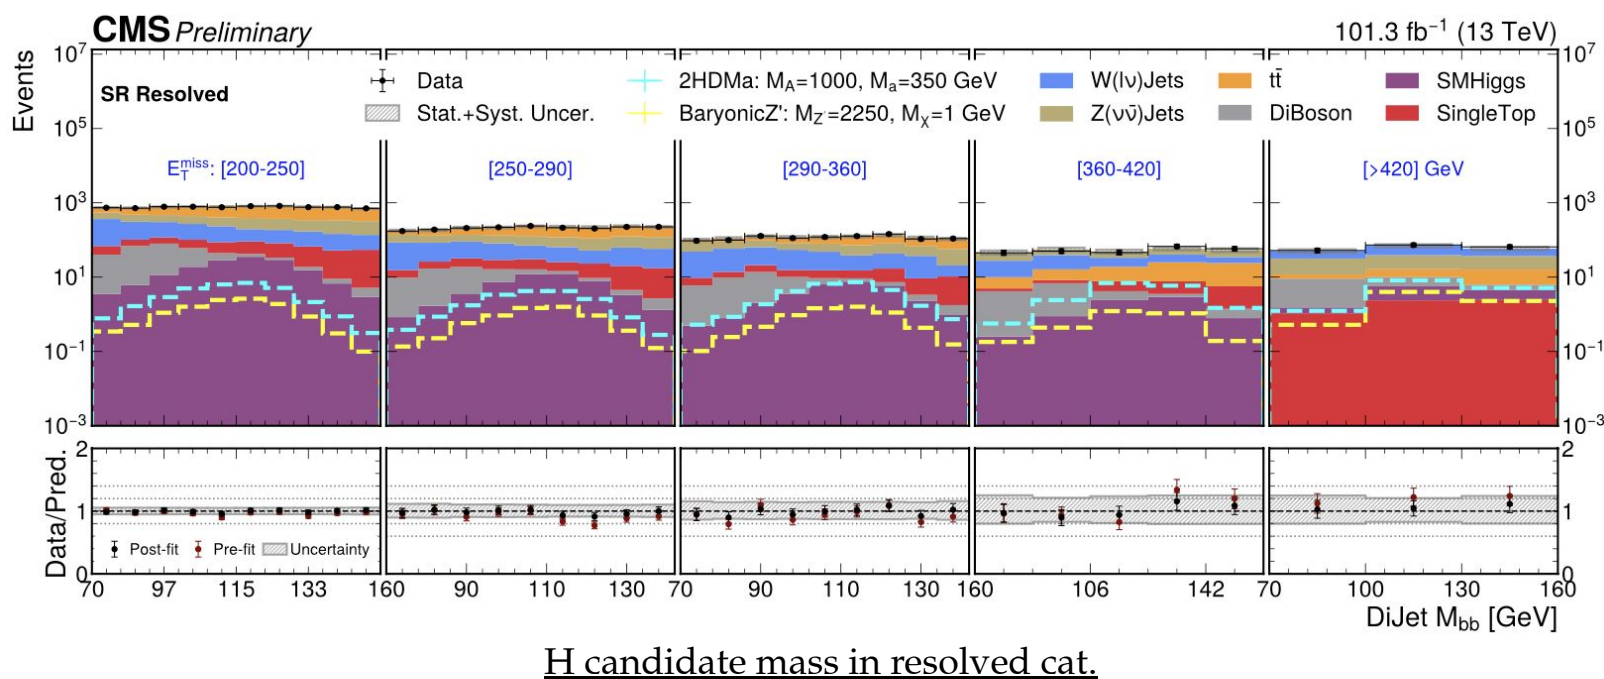 CMS Preliminary
101.3 fb⁻¹ (13 TeV)
Events
10⁷
10⁵
10³
10¹
10⁻¹
10⁻³
SR Resolved
Data
Stat.+Syst. Uncer.
2HDMa: M_A=1000, M_a=350 GeV
BaryonicZ': M_Z'=2250, M_χ=1 GeV
W(lν)Jets
Z(νν̄)Jets
tt̄
DiBoson
SMHiggs
SingleTop
E_T^miss: [200-250]
[250-290]
[290-360]
[360-420]
[>420] GeV
10⁷
10⁵
10³
10¹
10⁻¹
10⁻³
Data/Pred.
2
1
0
Post-fit
Pre-fit
Uncertainty
2
1
0
70 97 115 133 160 90 110 130 70 90 114 130 160 106 142 70 100 130 160
DiJet M_bb [GeV]
H candidate mass in resolved cat.